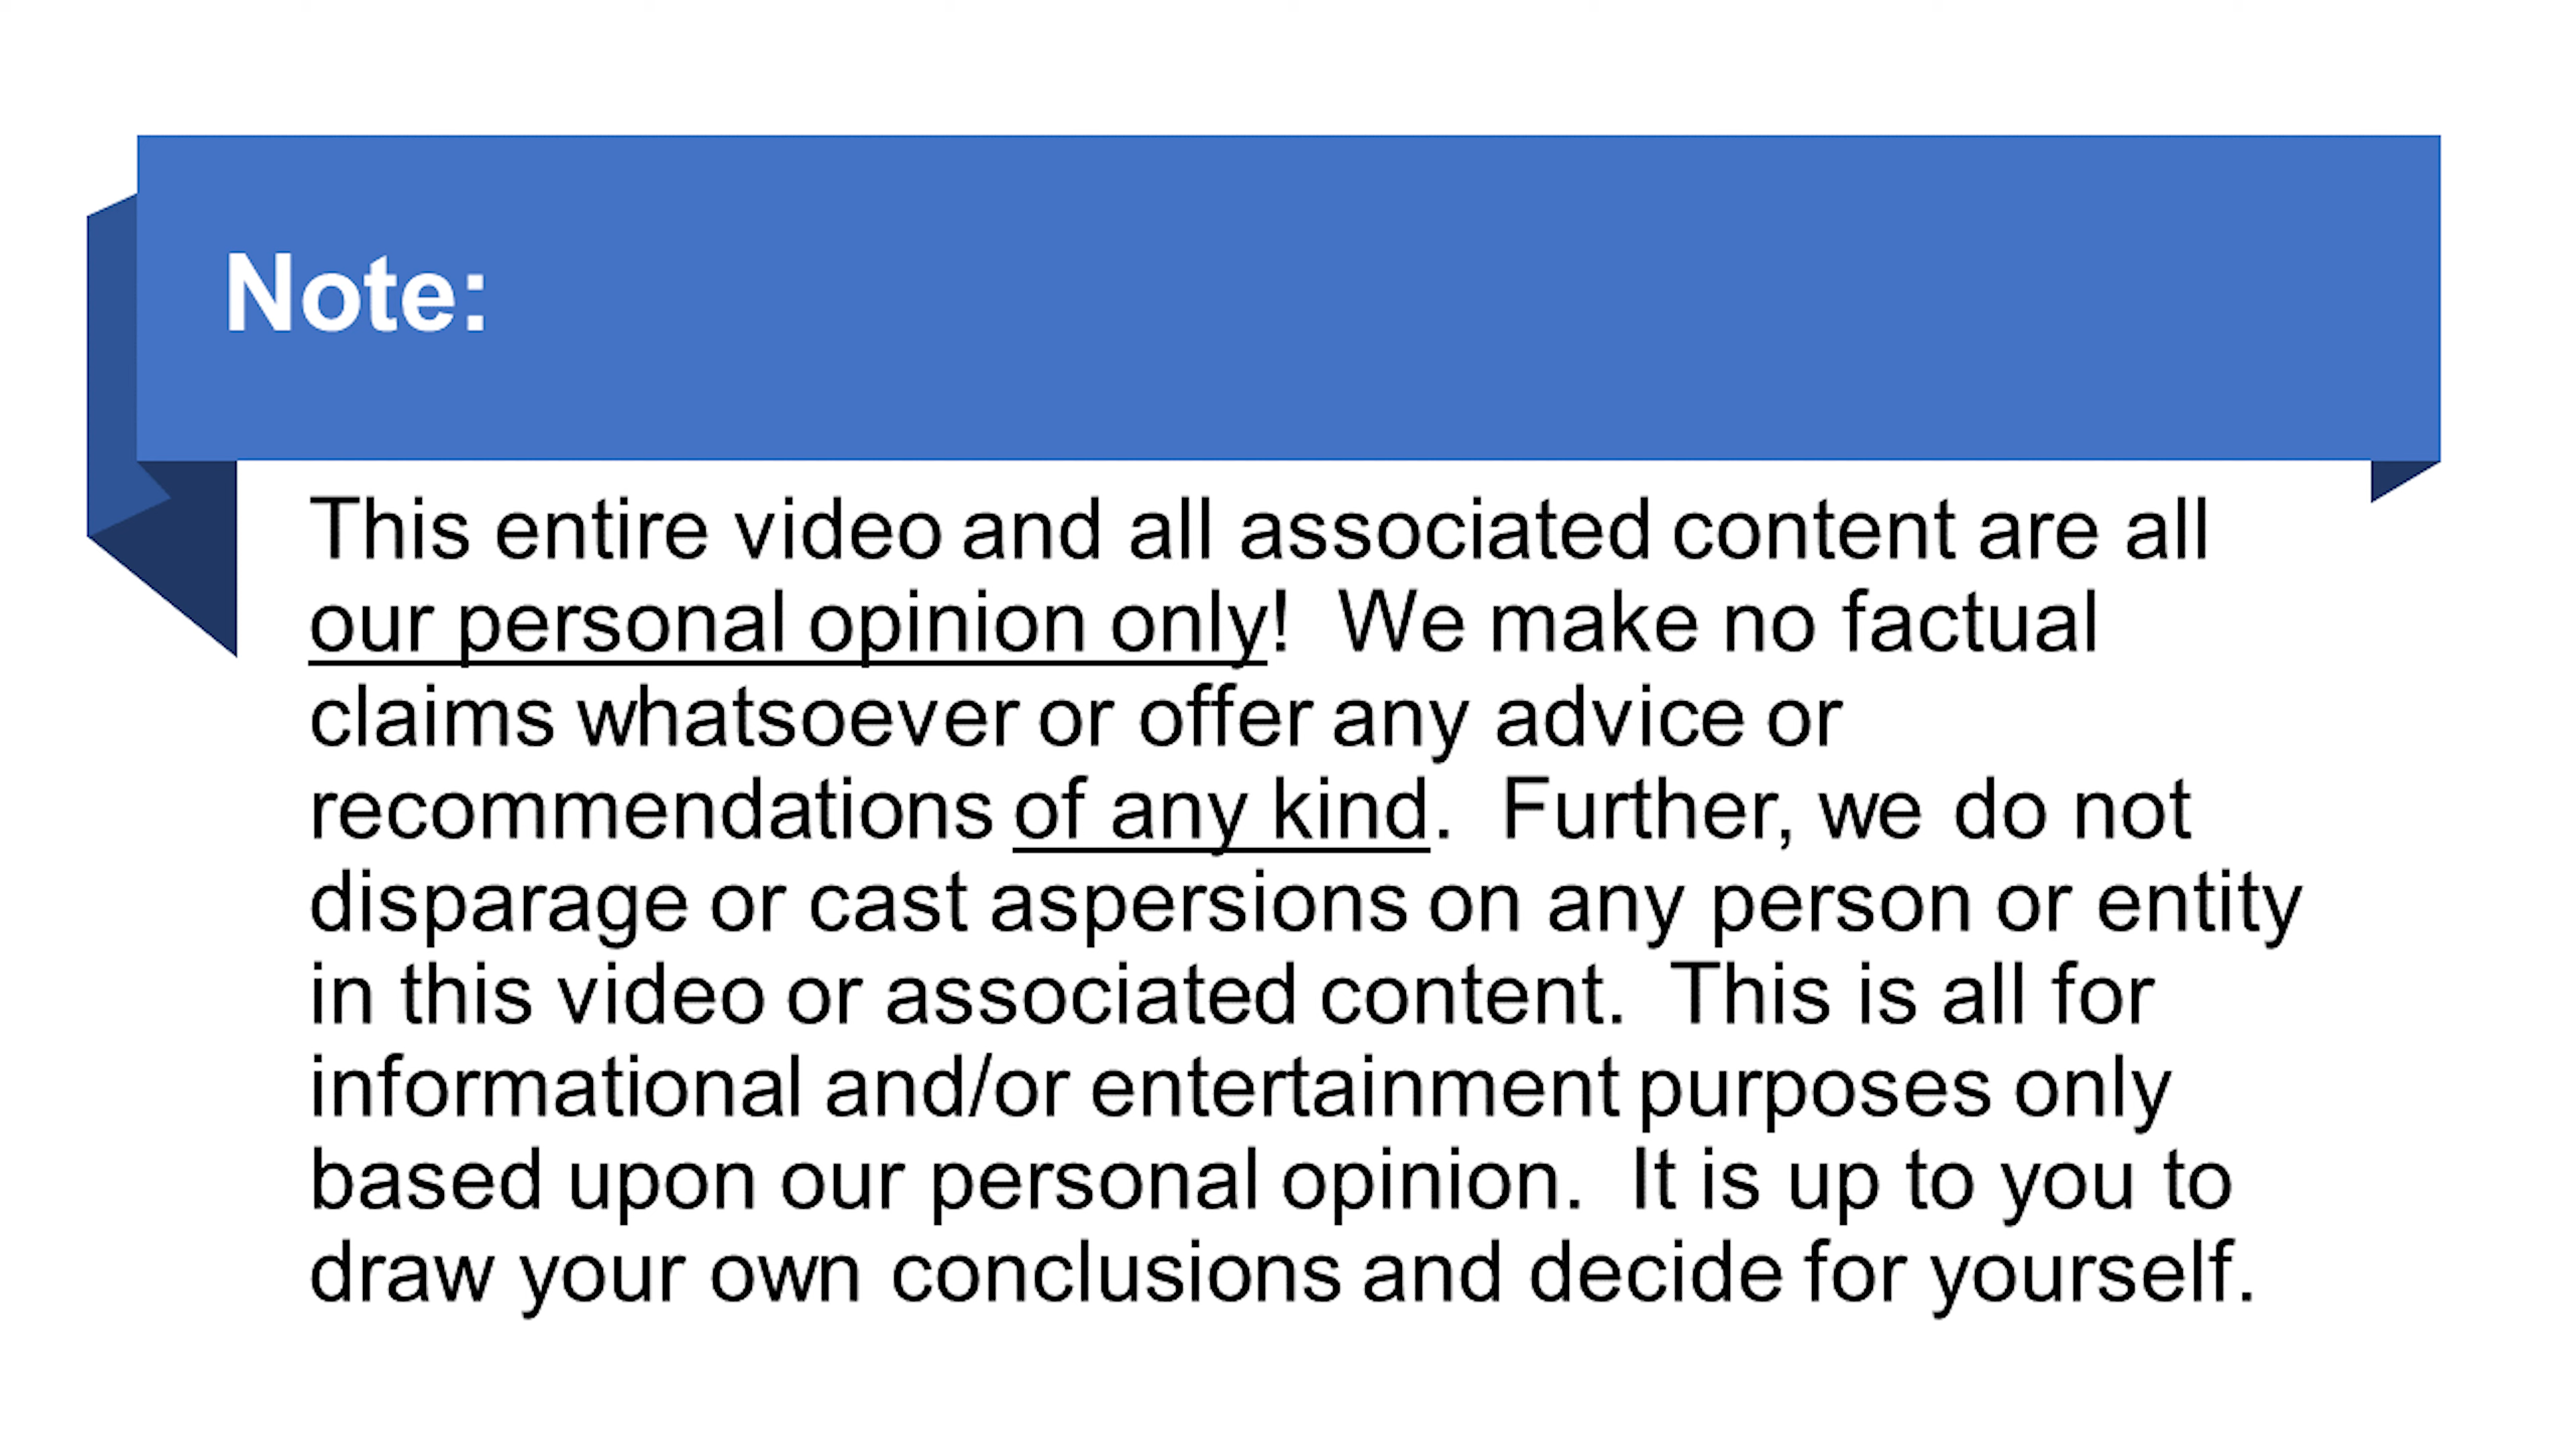 Note:
This entire video and all associated content are all
our personal opinion only!  We make no factual
claims whatsoever or offer any advice or
recommendations of any kind.  Further, we do not
disparage or cast aspersions on any person or entity
in this video or associated content.  This is all for
informational and/or entertainment purposes only
based upon our personal opinion.  It is up to you to
draw your own conclusions and decide for yourself.